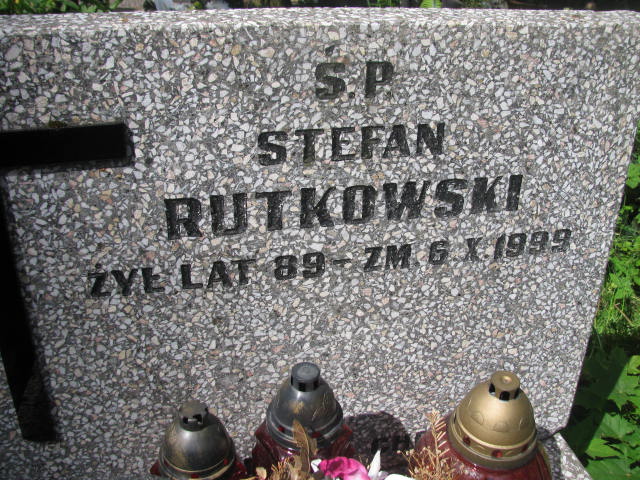 Ś.P.
STEFAN
RUTKOWSKI
ŻYŁ LAT 89 – ZM. 6. X. 1999